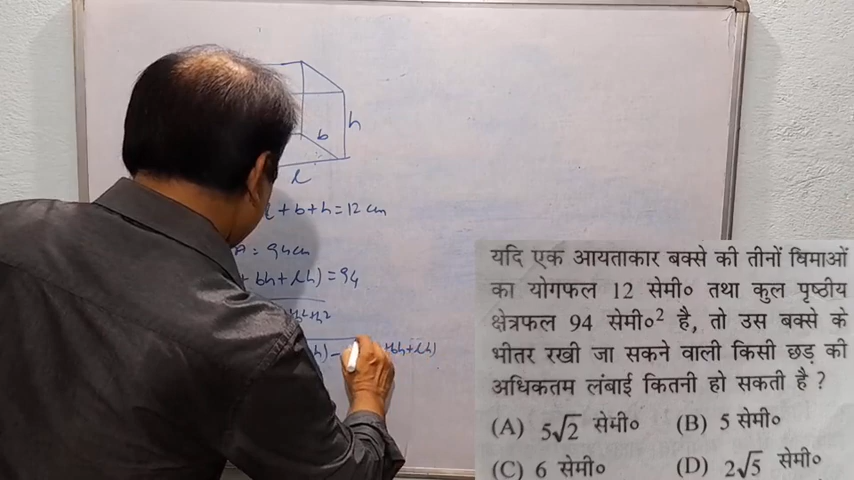 h
b
l
+ b + h = 12 cm
A = 94 cm
+ bh + lh) = 94
h) - + bh + lh)
यदि एक आयताकार बक्से की तीनों विमाओं
का योगफल 12 सेमी० तथा कुल पृष्ठीय
क्षेत्रफल 94 सेमी०² है, तो उस बक्से के
भीतर रखी जा सकने वाली किसी छड़ की
अधिकतम लंबाई कितनी हो सकती है ?
(A) 5√2 सेमी० (B) 5 सेमी०
(C) 6 सेमी० (D) 2√5 सेमी०